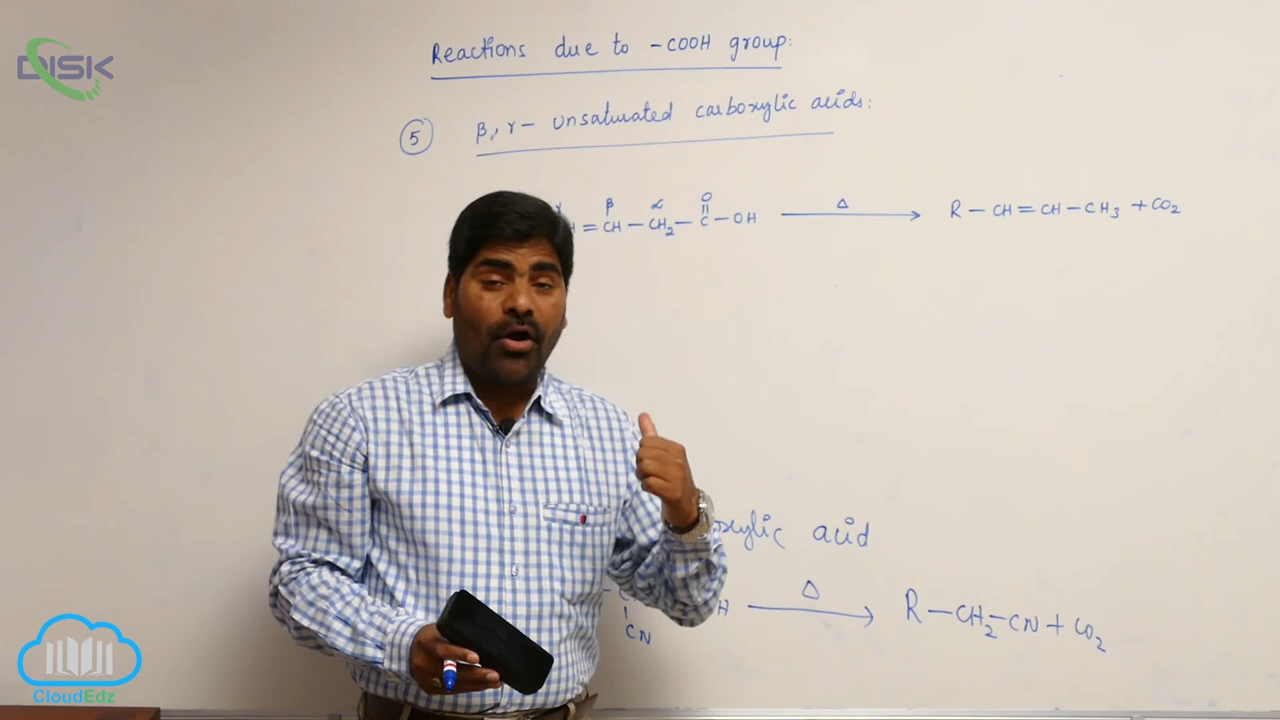 DISK
Reactions due to -COOH group:
5 β, γ- unsaturated carboxylic acids:
β α O
= CH - CH2 - C - OH Δ R - CH = CH - CH3 + CO2
acid
CN H Δ R - CH2 - CN + CO2
CloudEdz